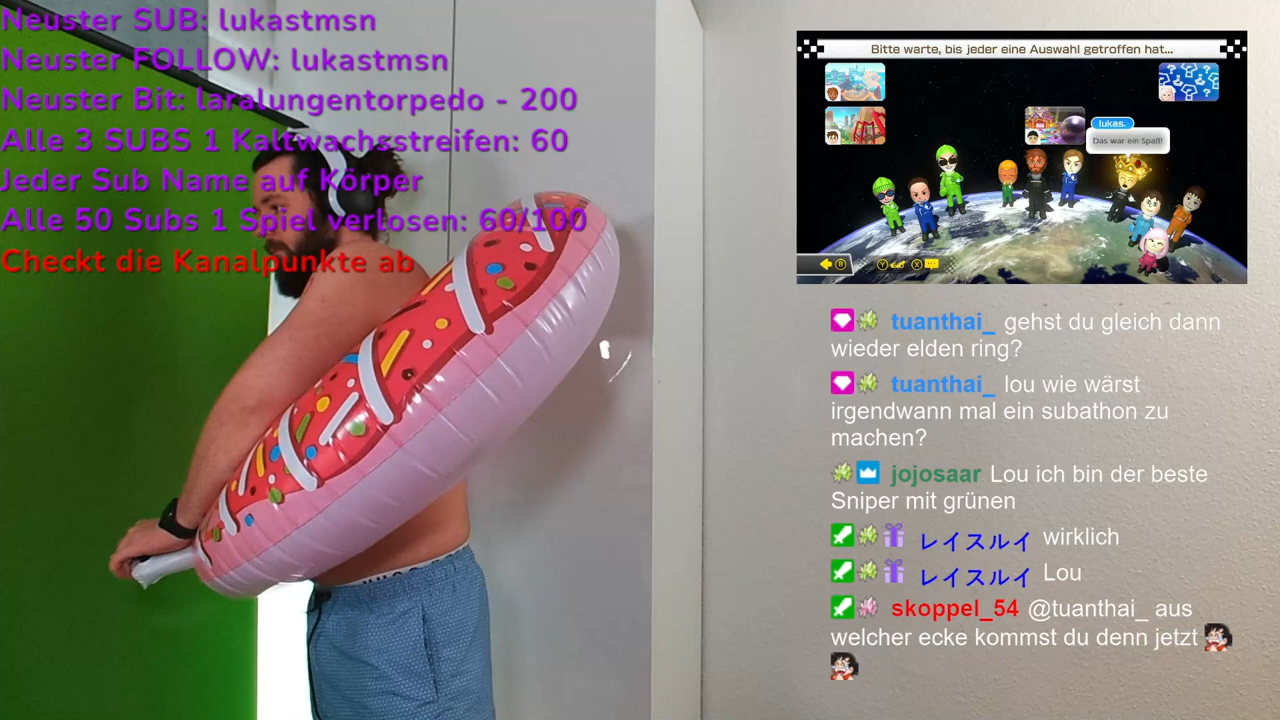 Neuster SUB: lukastmsn
Neuster FOLLOW: lukastmsn
Neuster Bit: laralungentorpedo - 200
Alle 3 SUBS 1 Kaltwachsstreifen: 60
Jeder Sub Name auf Körper
Alle 50 Subs 1 Spiel verlosen: 60/100
Checkt die Kanalpunkte ab
Bitte warte, bis jeder eine Auswahl getroffen hat...
lukas.
Das war ein Spaß!
B
Y
X
tuanthai_ gehst du gleich dann
wieder elden ring?
tuanthai_ lou wie wärst
irgendwann mal ein subathon zu
machen?
jojosaar Lou ich bin der beste
Sniper mit grünen
レイスルイ wirklich
レイスルイ Lou
skoppel_54 @tuanthai_ aus
welcher ecke kommst du denn jetzt